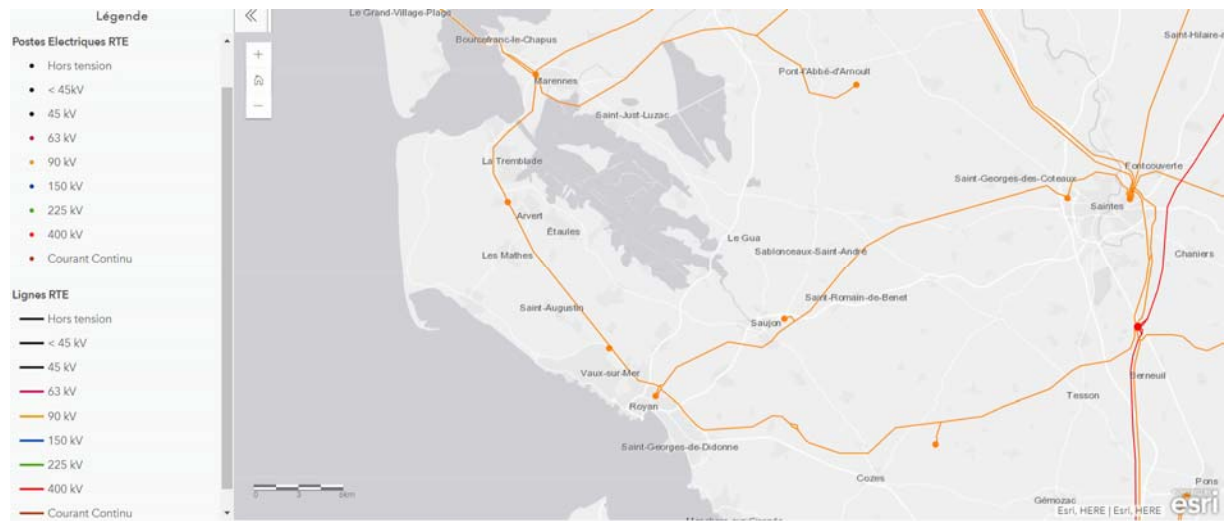 Légende
Postes Electriques RTE
Hors tension
< 45kV
45 kV
63 kV
90 kV
150 kV
225 kV
400 kV
Courant Continu
Lignes RTE
Hors tension
< 45 kV
45 kV
63 kV
90 kV
150 kV
225 kV
400 kV
Courant Continu
Le Grand-Village-Plage
Bourcefranc-le-Chapus
Saint-Hilaire-
Marennes
Pont-l'Abbé-d'Arnoult
Saint-Just-Luzac
La Tremblade
Fontcouverte
Saint-Georges-des-Coteaux
Saintes
Arvert
Étaules
Le Gua
Les Mathes
Sablonceaux-Saint-André
Chaniers
Saint-Augustin
Saint-Romain-de-Benet
Saujon
Vaux-sur-Mer
Berneuil
Tesson
Royan
Saint-Georges-de-Didonne
Cozes
Pons
Gémozac
0 3 6km
Esri, HERE | Esri, HERE
esri